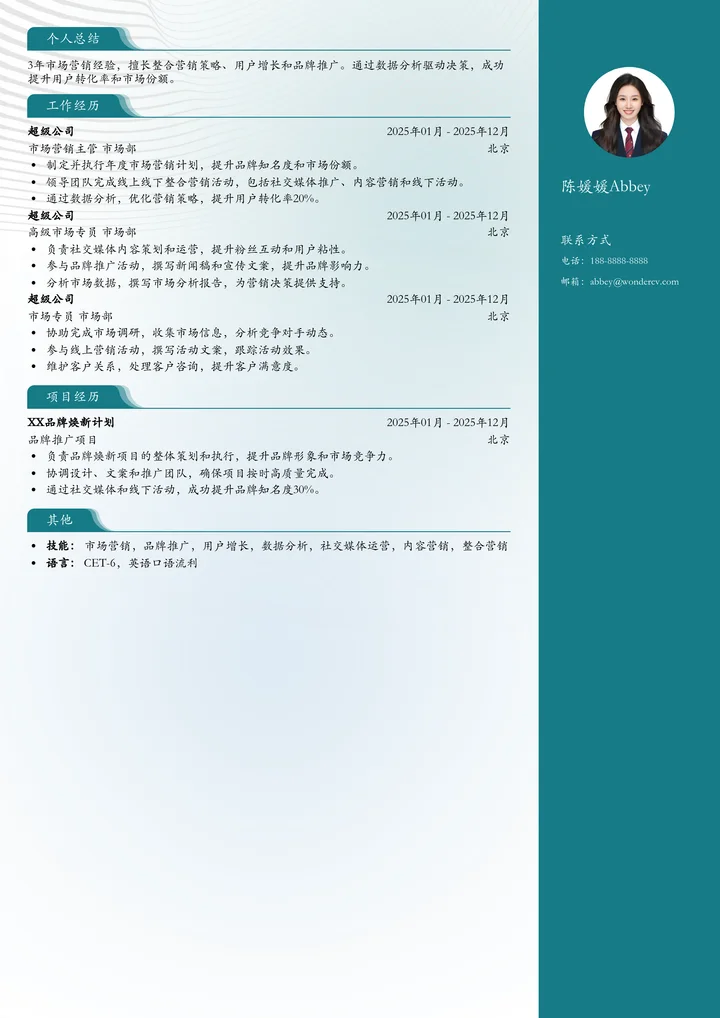 个人总结
3年市场营销经验，擅长整合营销策略、用户增长和品牌推广。通过数据分析驱动决策，成功
提升用户转化率和市场份额。
工作经历
超级公司 2025年01月 - 2025年12月
市场营销主管 市场部 北京
• 制定并执行年度市场营销计划，提升品牌知名度和市场份额。
• 领导团队完成线上线下整合营销活动，包括社交媒体推广、内容营销和线下活动。
• 通过数据分析，优化营销策略，提升用户转化率20%。
超级公司 2025年01月 - 2025年12月
高级市场专员 市场部 北京
• 负责社交媒体内容策划和运营，提升粉丝互动和用户粘性。
• 参与品牌推广活动，撰写新闻稿和宣传文案，提升品牌影响力。
• 分析市场数据，撰写市场分析报告，为营销决策提供支持。
超级公司 2025年01月 - 2025年12月
市场专员 市场部 北京
• 协助完成市场调研，收集市场信息，分析竞争对手动态。
• 参与线上营销活动，撰写活动文案，跟踪活动效果。
• 维护客户关系，处理客户咨询，提升客户满意度。
项目经历
XX品牌焕新计划 2025年01月 - 2025年12月
品牌推广项目 北京
• 负责品牌焕新项目的整体策划和执行，提升品牌形象和市场竞争力。
• 协调设计、文案和推广团队，确保项目按时高质量完成。
• 通过社交媒体和线下活动，成功提升品牌知名度30%。
其他
• 技能： 市场营销，品牌推广，用户增长，数据分析，社交媒体运营，内容营销，整合营销
• 语言： CET-6，英语口语流利
陈媛媛Abbey
联系方式
电话：188-8888-8888
邮箱：abbey@wondercv.com